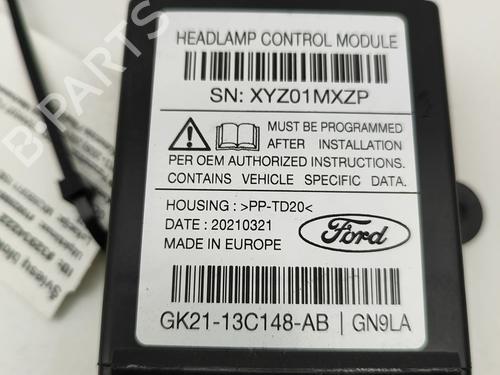 HEADLAMP CONTROL MODULE
SN: XYZ01MXZP
MUST BE PROGRAMMED
AFTER INSTALLATION
PER OEM AUTHORIZED INSTRUCTIONS.
CONTAINS VEHICLE SPECIFIC DATA.
HOUSING : >PP-TD20<
DATE : 20210321
MADE IN EUROPE
Ford
GK21-13C148-AB | GN9LA
B-PARTS